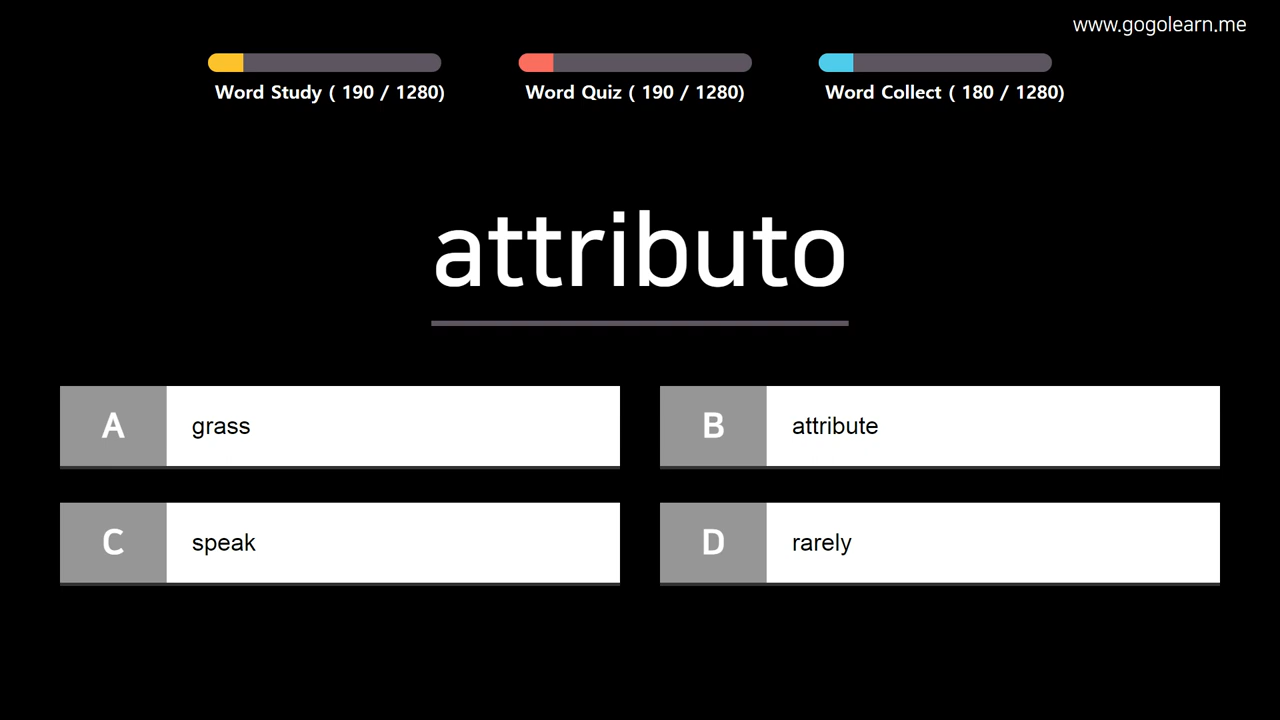 www.gogolearn.me
Word Study ( 190 / 1280)
Word Quiz ( 190 / 1280)
Word Collect ( 180 / 1280)
attributo
A grass
B attribute
C speak
D rarely